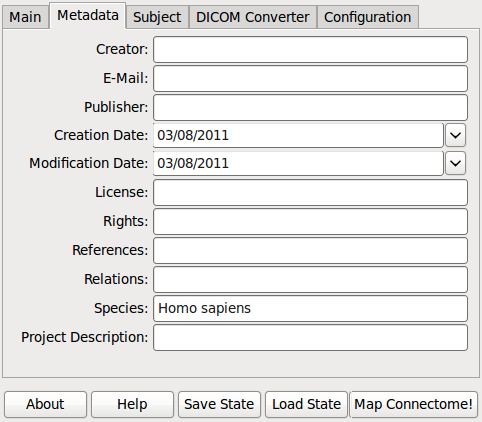 Main Metadata Subject DICOM Converter Configuration
Creator:
E-Mail:
Publisher:
Creation Date: 03/08/2011
Modification Date: 03/08/2011
License:
Rights:
References:
Relations:
Species: Homo sapiens
Project Description:
About Help Save State Load State Map Connectome!